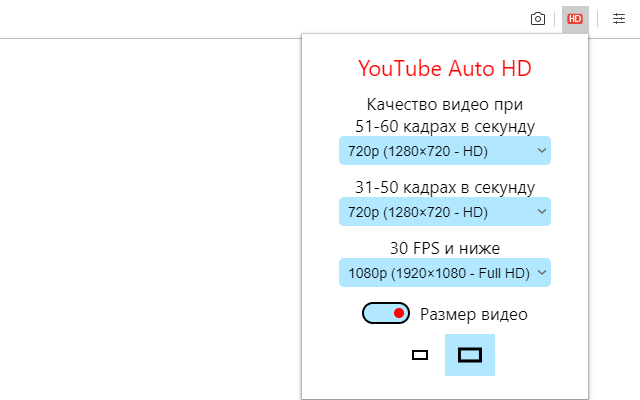 HD
YouTube Auto HD
Качество видео при
51-60 кадрах в секунду
720p (1280×720 - HD)
31-50 кадрах в секунду
720p (1280×720 - HD)
30 FPS и ниже
1080p (1920×1080 - Full HD)
Размер видео